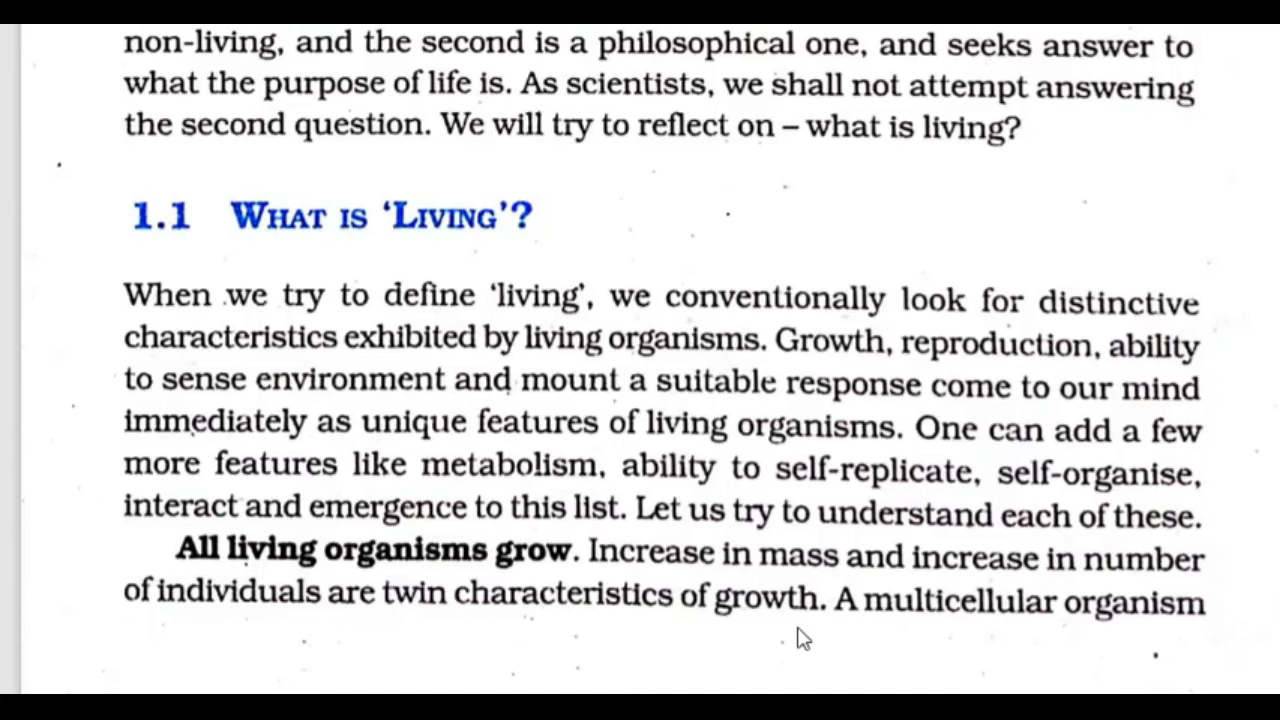 non-living, and the second is a philosophical one, and seeks answer to
what the purpose of life is. As scientists, we shall not attempt answering
the second question. We will try to reflect on – what is living?
1.1 WHAT IS ‘LIVING’?
When we try to define ‘living’, we conventionally look for distinctive
characteristics exhibited by living organisms. Growth, reproduction, ability
to sense environment and mount a suitable response come to our mind
immediately as unique features of living organisms. One can add a few
more features like metabolism, ability to self-replicate, self-organise,
interact and emergence to this list. Let us try to understand each of these.
All living organisms grow. Increase in mass and increase in number
of individuals are twin characteristics of growth. A multicellular organism